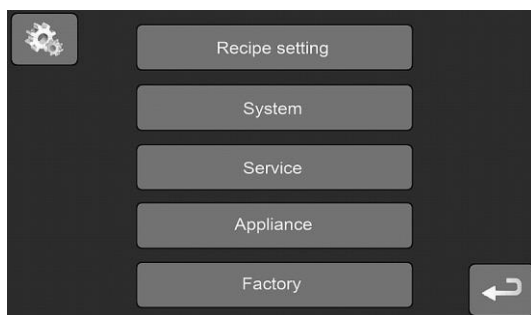 Recipe setting
System
Service
Appliance
Factory